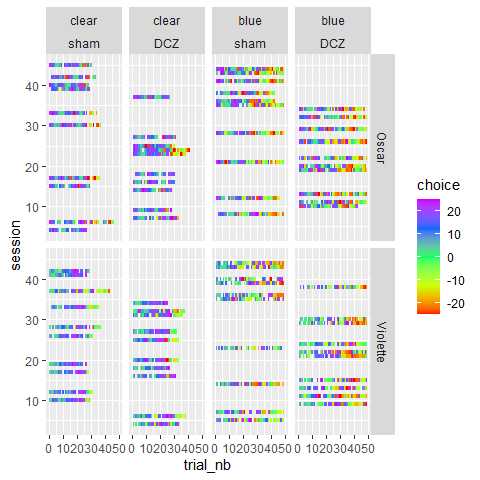 clear clear blue blue
sham DCZ sham DCZ
40
30
20
10
Oscar
40
30
20
10
Violette
session
0 1020304050 0 1020304050 0 1020304050 0 1020304050
trial_nb
choice
20
10
0
-10
-20